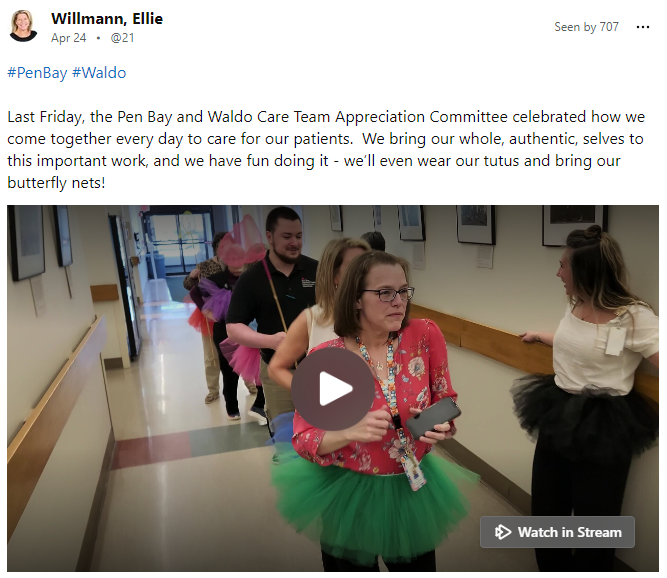 Willmann, Ellie
Apr 24 • @21
Seen by 707
#PenBay #Waldo
Last Friday, the Pen Bay and Waldo Care Team Appreciation Committee celebrated how we
come together every day to care for our patients.  We bring our whole, authentic, selves to
this important work, and we have fun doing it - we'll even wear our tutus and bring our
butterfly nets!
Watch in Stream